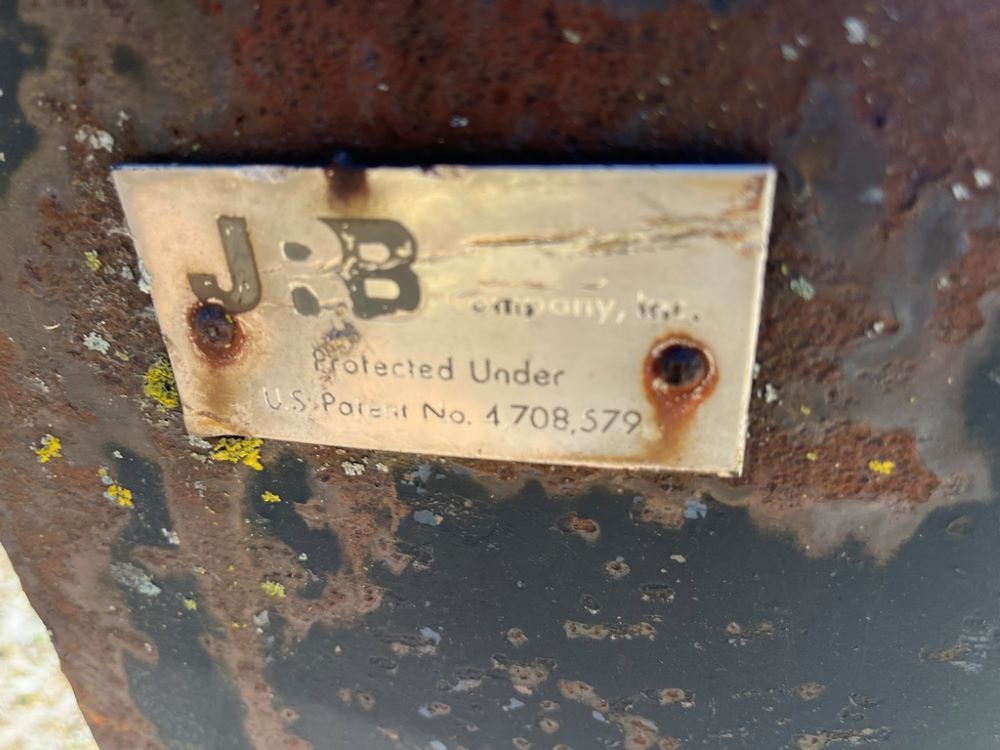 JRB Company, Inc.
Protected Under
U.S. Patent No. 4,708,579